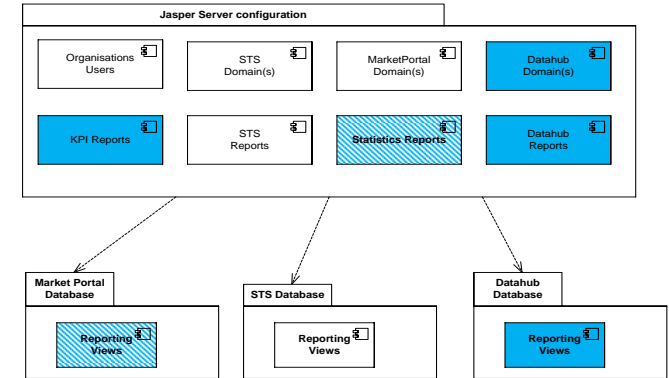 Jasper Server configuration
Organisations
Users
STS
Domain(s)
MarketPortal
Domain(s)
Datahub
Domain(s)
KPI Reports
STS
Reports
Statistics Reports
Datahub
Reports
Market Portal
Database
STS Database
Datahub
Database
Reporting
Views
Reporting
Views
Reporting
Views